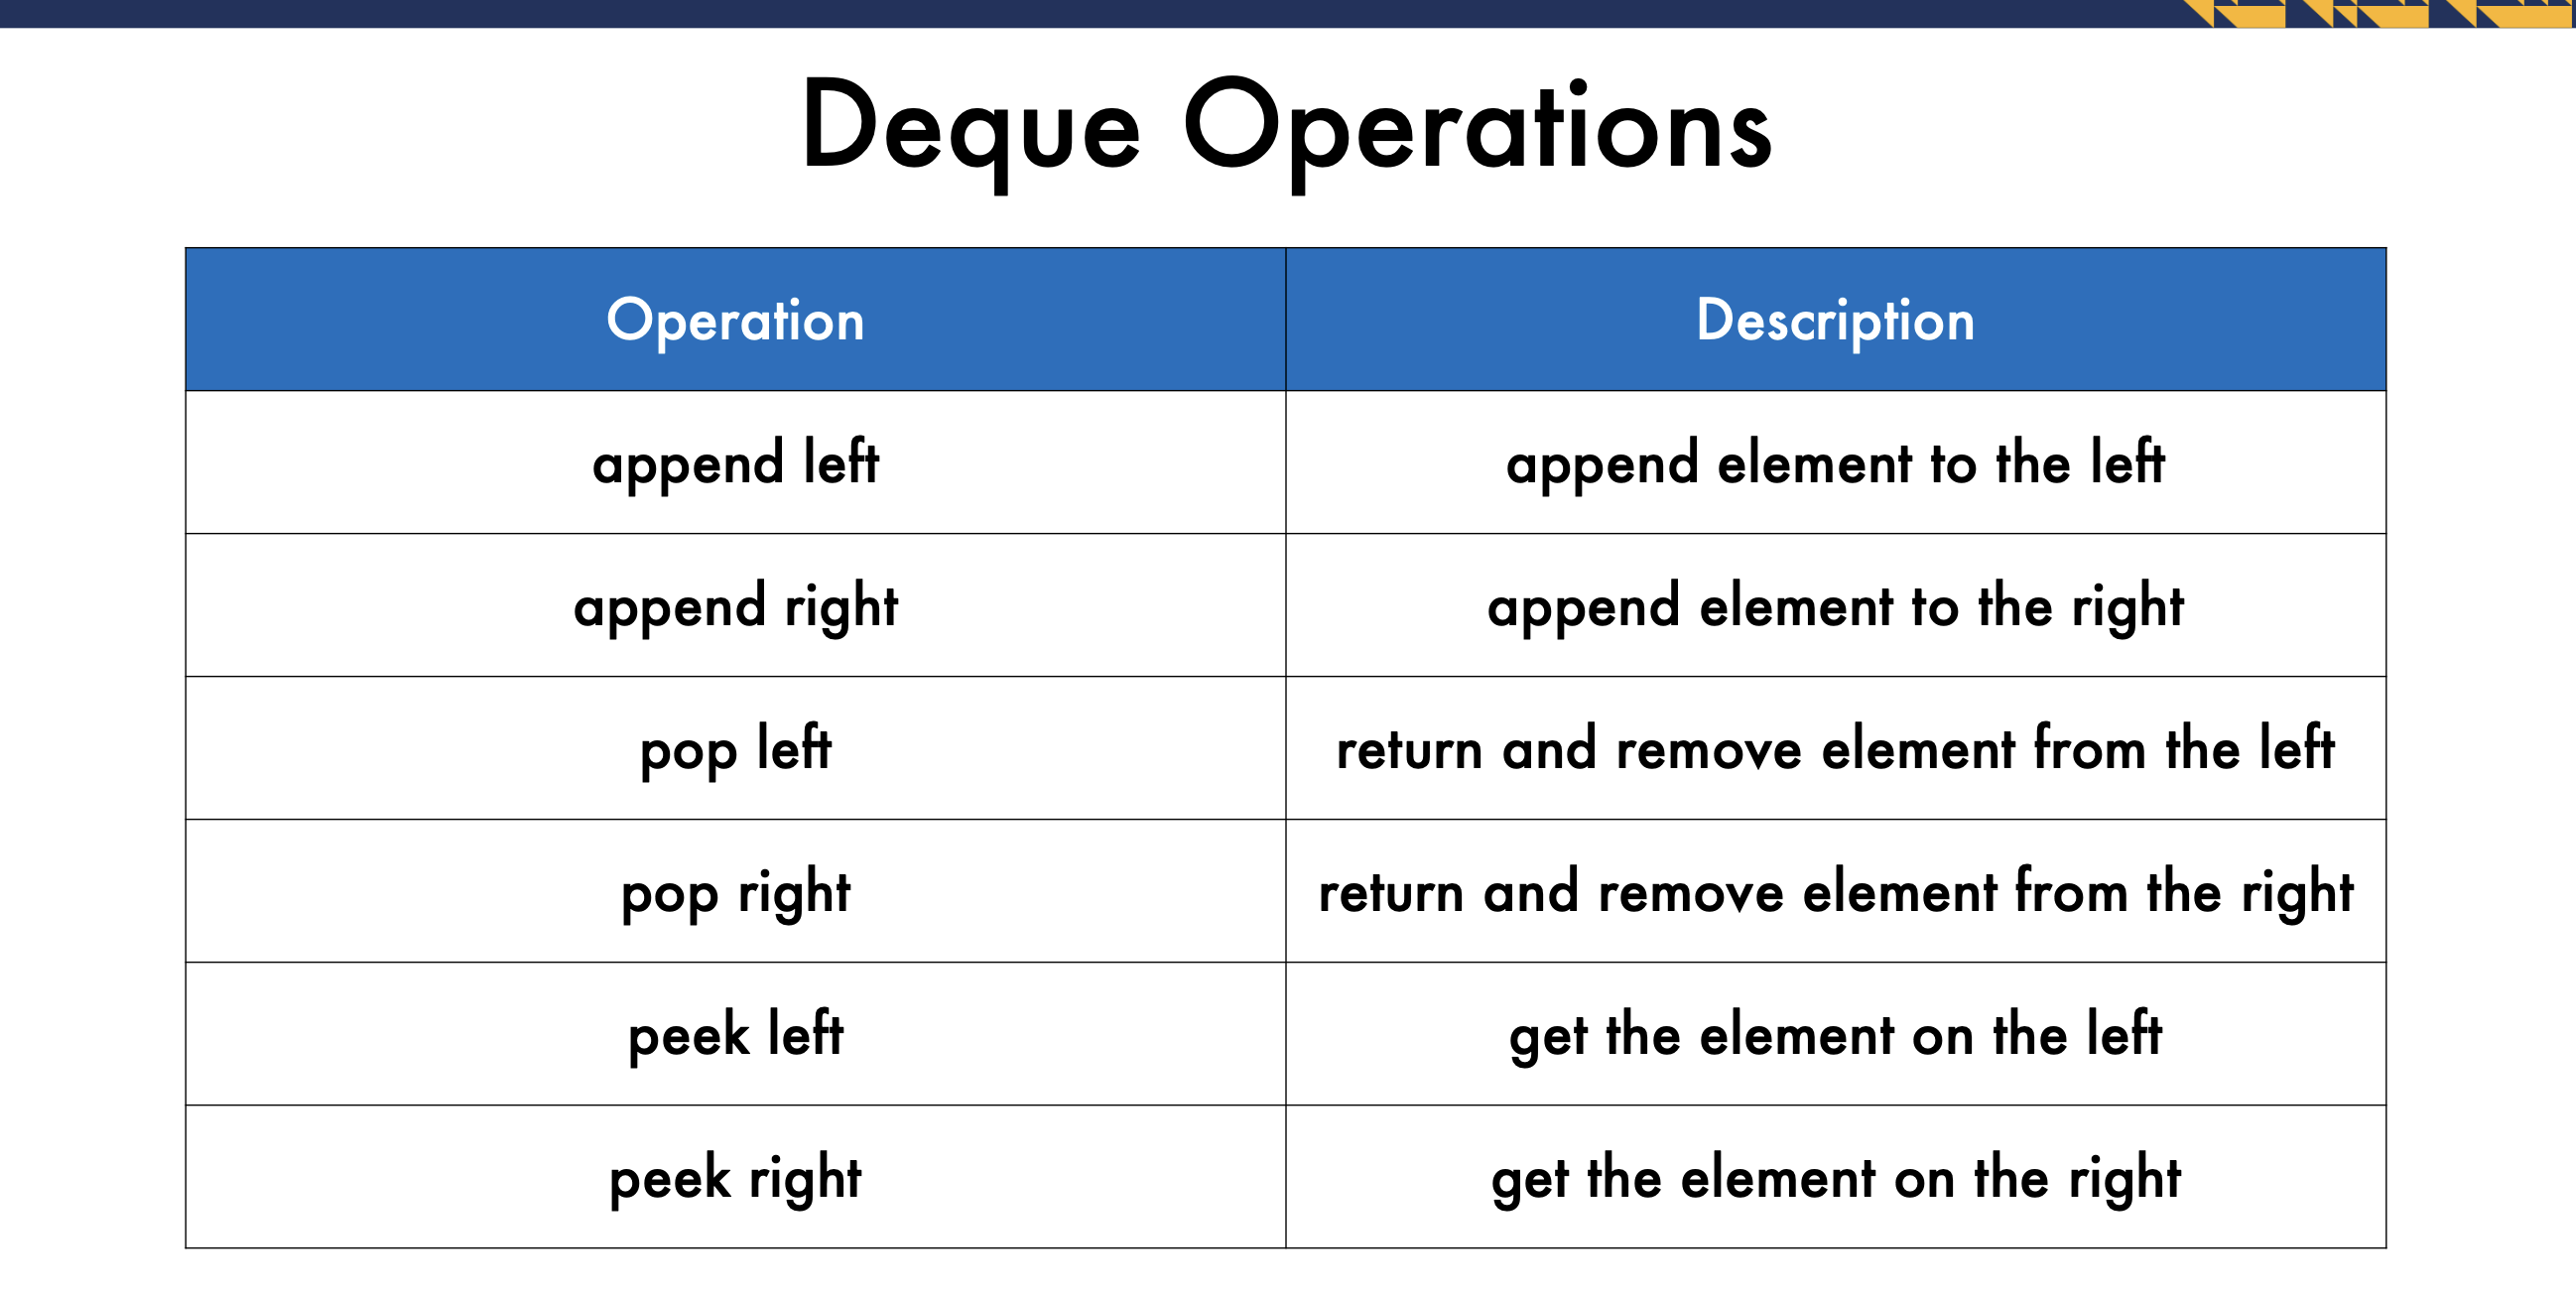 Deque Operations
Operation Description
append left append element to the left
append right append element to the right
pop left return and remove element from the left
pop right return and remove element from the right
peek left get the element on the left
peek right get the element on the right